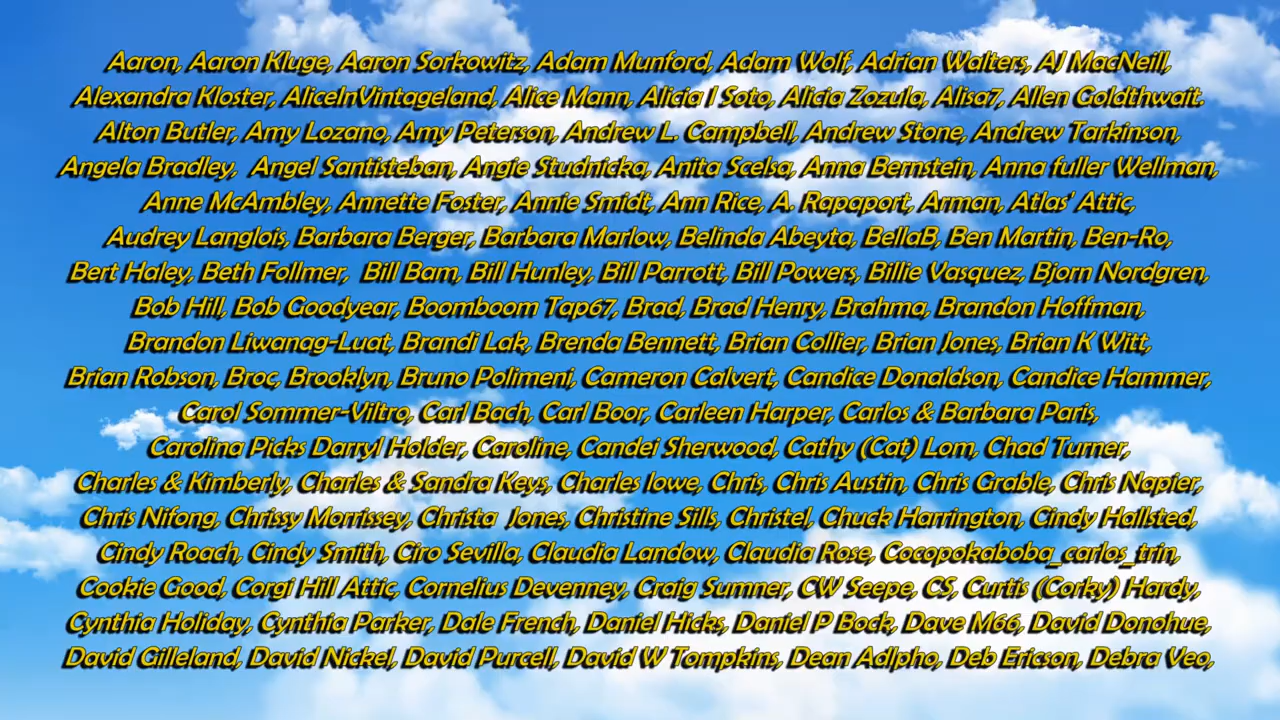 Aaron, Aaron Kluge, Aaron Sorkowitz, Adam Munford, Adam Wolf, Adrian Walters, AJ MacNeill,
Alexandra Kloster, AliceInVintageland, Alice Mann, Alicia I Soto, Alicia Zozula, Alisa7, Allen Goldthwait.
Alton Butler, Amy Lozano, Amy Peterson, Andrew L. Campbell, Andrew Stone, Andrew Tarkinson,
Angela Bradley,  Angel Santisteban, Angie Studnicka, Anita Scelsa, Anna Bernstein, Anna fuller Wellman,
Anne McAmbley, Annette Foster, Annie Smidt, Ann Rice, A. Rapaport, Arman, Atlas' Attic,
Audrey Langlois, Barbara Berger, Barbara Marlow, Belinda Abeyta, BellaB, Ben Martin, Ben-Ro,
Bert Haley, Beth Follmer,  Bill Bam, Bill Hunley, Bill Parrott, Bill Powers, Billie Vasquez, Bjorn Nordgren,
Bob Hill, Bob Goodyear, Boomboom Tap67, Brad, Brad Henry, Brahma, Brandon Hoffman,
Brandon Liwanag-Luat, Brandi Lak, Brenda Bennett, Brian Collier, Brian Jones, Brian K Witt,
Brian Robson, Broc, Brooklyn, Bruno Polimeni, Cameron Calvert, Candice Donaldson, Candice Hammer,
Carol Sommer-Viltro, Carl Bach, Carl Boor, Carleen Harper, Carlos & Barbara Paris,
Carolina Picks Darryl Holder, Caroline, Candei Sherwood, Cathy (Cat) Lom, Chad Turner,
Charles & Kimberly, Charles & Sandra Keys, Charles lowe, Chris, Chris Austin, Chris Grable, Chris Napier,
Chris Nifong, Chrissy Morrissey, Christa  Jones, Christine Sills, Christel, Chuck Harrington, Cindy Hallsted,
Cindy Roach, Cindy Smith, Ciro Sevilla, Claudia Landow, Claudia Rose, Cocopokaboba_carlos_trin,
Cookie Good, Corgi Hill Attic, Cornelius Devenney, Craig Sumner, CW Seepe, CS, Curtis (Corky) Hardy,
Cynthia Holiday, Cynthia Parker, Dale French, Daniel Hicks, Daniel P Bock, Dave M66, David Donohue,
David Gilleland, David Nickel, David Purcell, David W Tompkins, Dean Adlpho, Deb Ericson, Debra Veo,